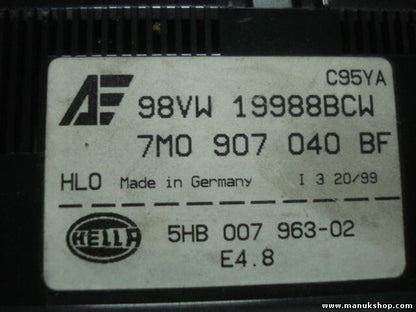 C95YA
AE 98VW 19988BCW
7M0 907 040 BF
HLO Made in Germany I 3 20/99
HELLA 5HB 007 963-02
E4.8
www.manukshop.com